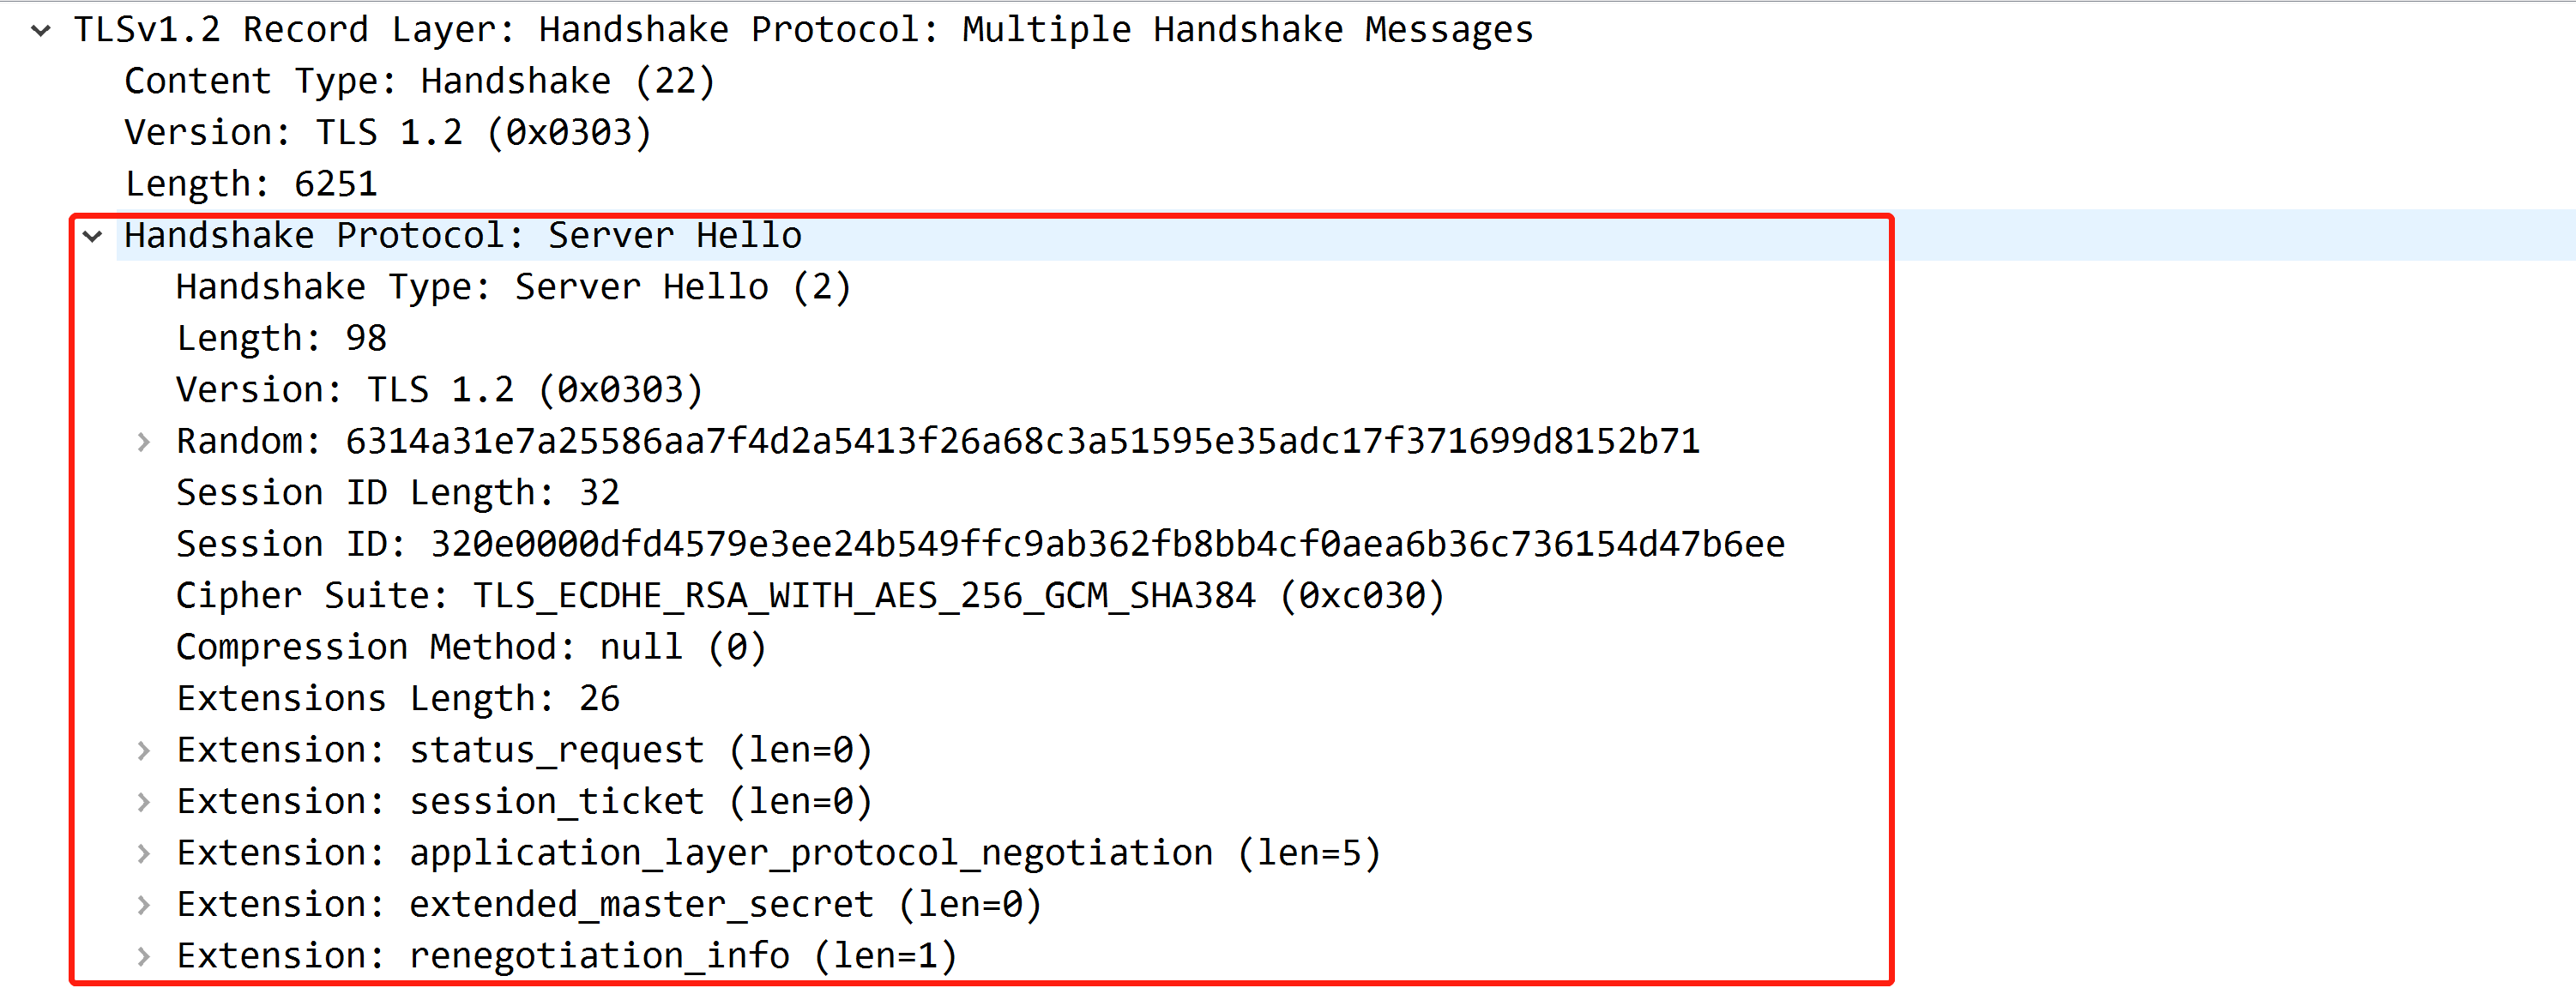 TLSv1.2 Record Layer: Handshake Protocol: Multiple Handshake Messages
Content Type: Handshake (22)
Version: TLS 1.2 (0x0303)
Length: 6251
Handshake Protocol: Server Hello
Handshake Type: Server Hello (2)
Length: 98
Version: TLS 1.2 (0x0303)
Random: 6314a31e7a25586aa7f4d2a5413f26a68c3a51595e35adc17f371699d8152b71
Session ID Length: 32
Session ID: 320e0000dfd4579e3ee24b549ffc9ab362fb8bb4cf0aea6b36c736154d47b6ee
Cipher Suite: TLS_ECDHE_RSA_WITH_AES_256_GCM_SHA384 (0xc030)
Compression Method: null (0)
Extensions Length: 26
Extension: status_request (len=0)
Extension: session_ticket (len=0)
Extension: application_layer_protocol_negotiation (len=5)
Extension: extended_master_secret (len=0)
Extension: renegotiation_info (len=1)